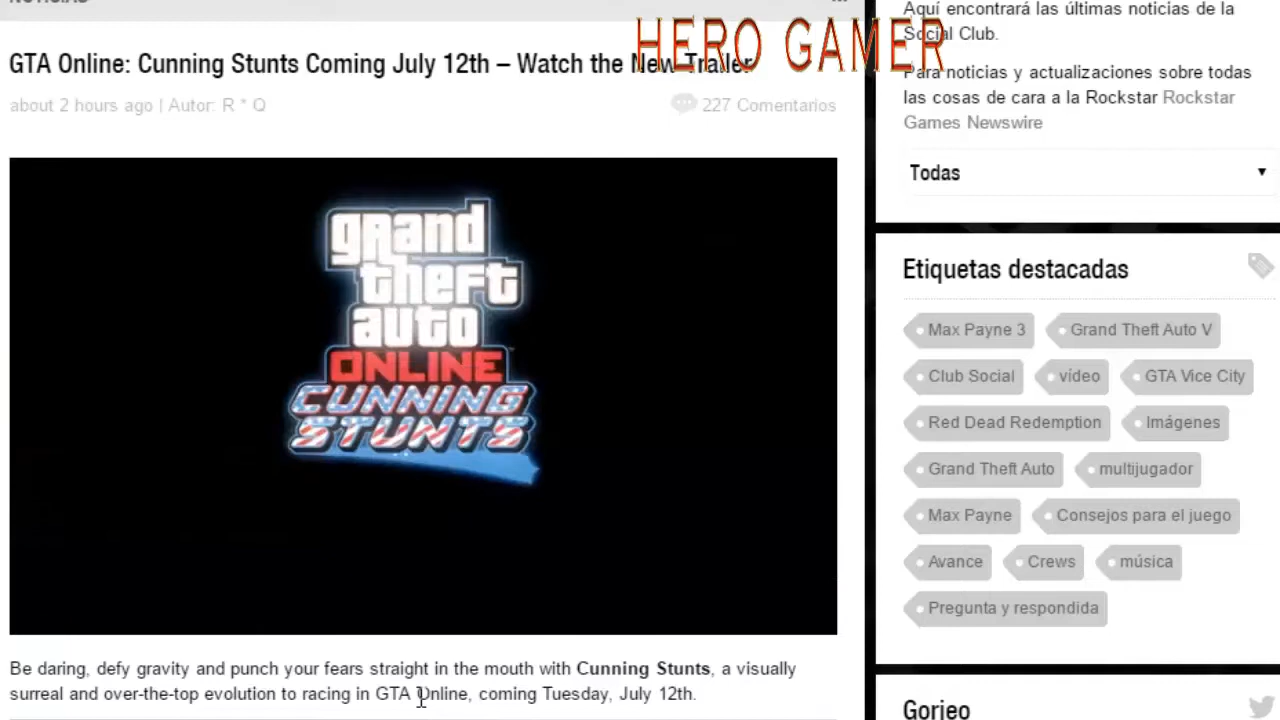 HERO GAMER
GTA Online: Cunning Stunts Coming July 12th – Watch the New Trailer
about 2 hours ago | Autor: R * Q
227 Comentarios
grand
theft
auto
ONLINE
CUNNING
STUNTS
Be daring, defy gravity and punch your fears straight in the mouth with Cunning Stunts, a visually
surreal and over-the-top evolution to racing in GTA Online, coming Tuesday, July 12th.
Aquí encontrará las últimas noticias de la
Social Club.
Para noticias y actualizaciones sobre todas
las cosas de cara a la Rockstar Rockstar
Games Newswire
Todas
Etiquetas destacadas
Max Payne 3 Grand Theft Auto V
Club Social vídeo GTA Vice City
Red Dead Redemption Imágenes
Grand Theft Auto multijugador
Max Payne Consejos para el juego
Avance Crews música
Pregunta y respondida
Gorjeo